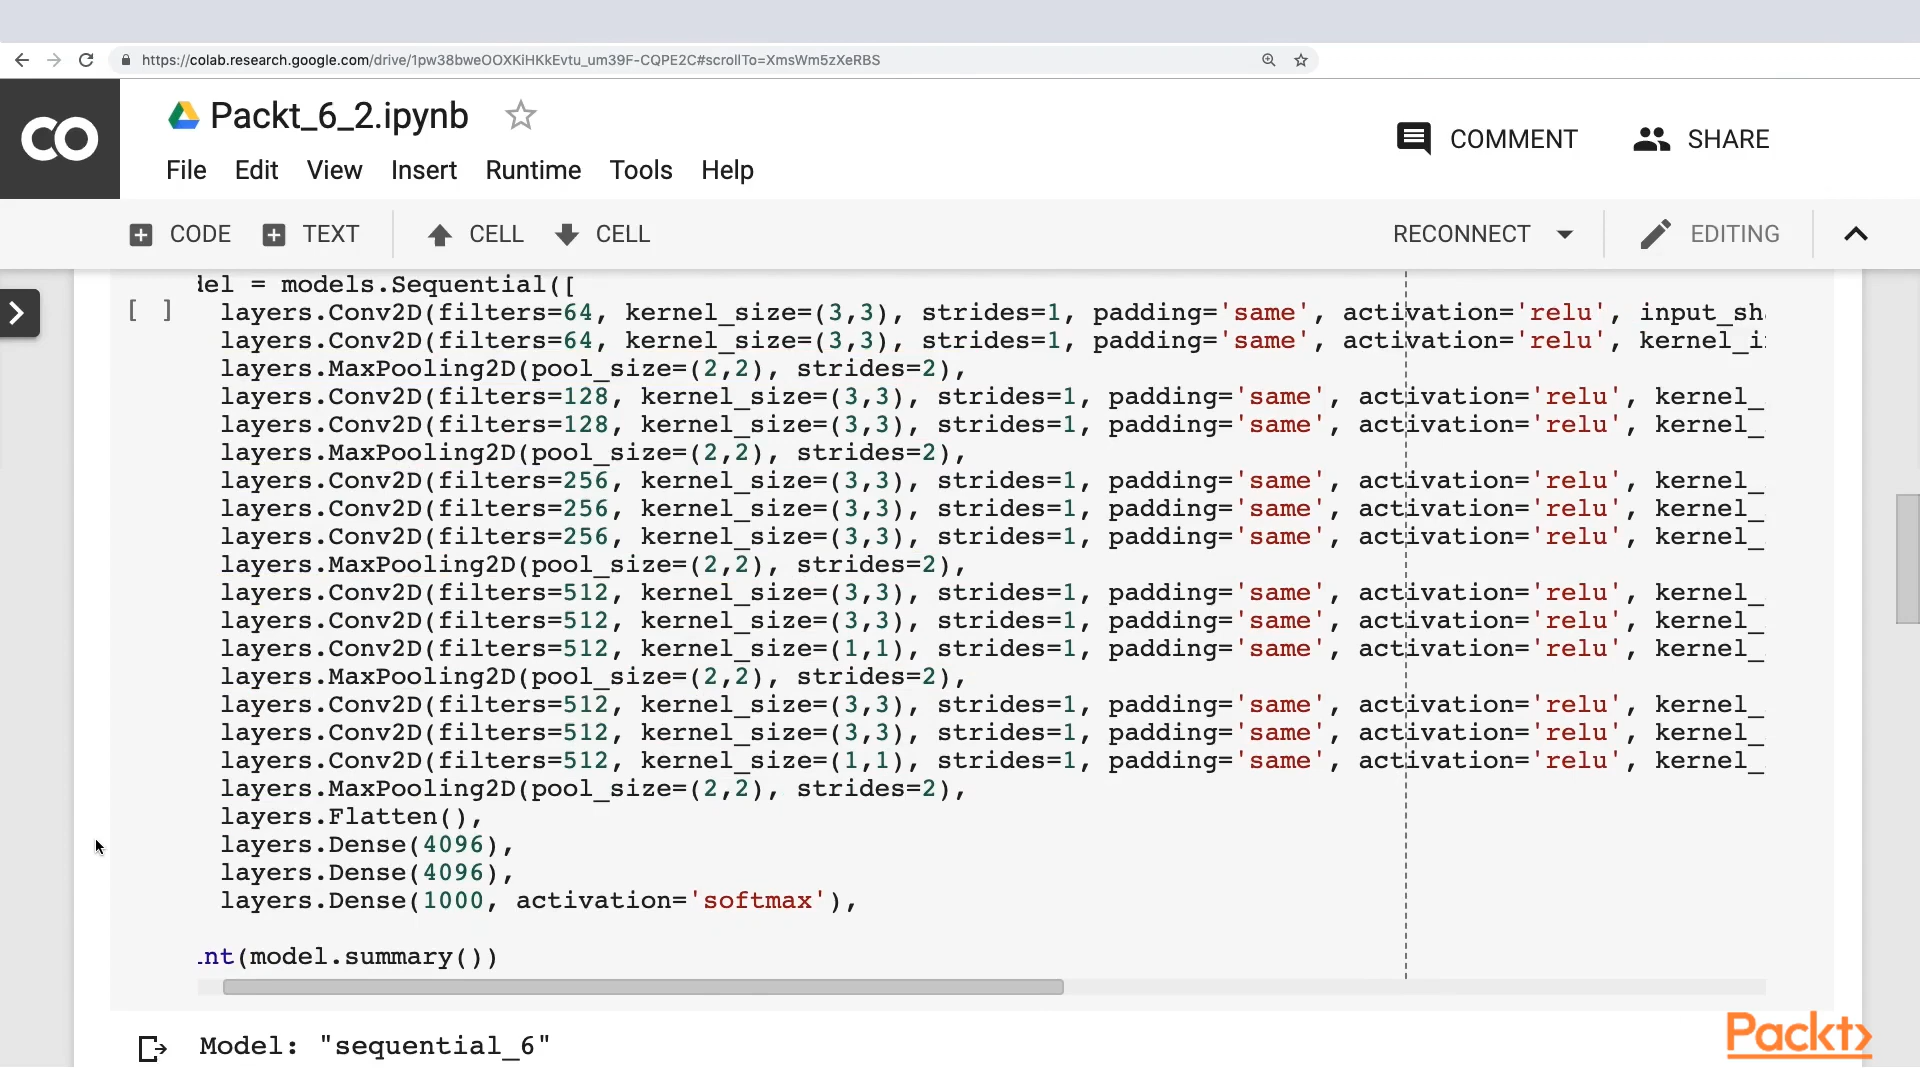 https://colab.research.google.com/drive/1pw38bweOOXKiHKkEvtu_um39F-CQPE2C#scrollTo=XmsWm5zXeRBS
CO
Packt_6_2.ipynb
COMMENT
SHARE
File Edit View Insert Runtime Tools Help
CODE TEXT CELL CELL
RECONNECT EDITING
del = models.Sequential([
[ ]
layers.Conv2D(filters=64, kernel_size=(3,3), strides=1, padding='same', activation='relu', input_sh
layers.Conv2D(filters=64, kernel_size=(3,3), strides=1, padding='same', activation='relu', kernel_i
layers.MaxPooling2D(pool_size=(2,2), strides=2),
layers.Conv2D(filters=128, kernel_size=(3,3), strides=1, padding='same', activation='relu', kernel_
layers.Conv2D(filters=128, kernel_size=(3,3), strides=1, padding='same', activation='relu', kernel_
layers.MaxPooling2D(pool_size=(2,2), strides=2),
layers.Conv2D(filters=256, kernel_size=(3,3), strides=1, padding='same', activation='relu', kernel_
layers.Conv2D(filters=256, kernel_size=(3,3), strides=1, padding='same', activation='relu', kernel_
layers.Conv2D(filters=256, kernel_size=(3,3), strides=1, padding='same', activation='relu', kernel_
layers.MaxPooling2D(pool_size=(2,2), strides=2),
layers.Conv2D(filters=512, kernel_size=(3,3), strides=1, padding='same', activation='relu', kernel_
layers.Conv2D(filters=512, kernel_size=(3,3), strides=1, padding='same', activation='relu', kernel_
layers.Conv2D(filters=512, kernel_size=(1,1), strides=1, padding='same', activation='relu', kernel_
layers.MaxPooling2D(pool_size=(2,2), strides=2),
layers.Conv2D(filters=512, kernel_size=(3,3), strides=1, padding='same', activation='relu', kernel_
layers.Conv2D(filters=512, kernel_size=(3,3), strides=1, padding='same', activation='relu', kernel_
layers.Conv2D(filters=512, kernel_size=(1,1), strides=1, padding='same', activation='relu', kernel_
layers.MaxPooling2D(pool_size=(2,2), strides=2),
layers.Flatten(),
layers.Dense(4096),
layers.Dense(4096),
layers.Dense(1000, activation='softmax'),
int(model.summary())
Model: "sequential_6"
Packt>